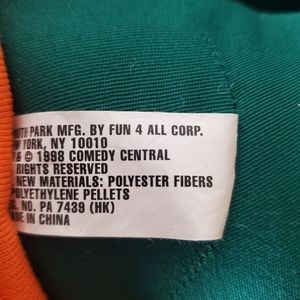 PARK MFG. BY FUN 4 ALL CORP.
YORK, NY 10010
© 1998 COMEDY CENTRAL
RIGHTS RESERVED
NEW MATERIALS: POLYESTER FIBERS
POLYETHYLENE PELLETS
NO. PA 7439 (HK)
MADE IN CHINA